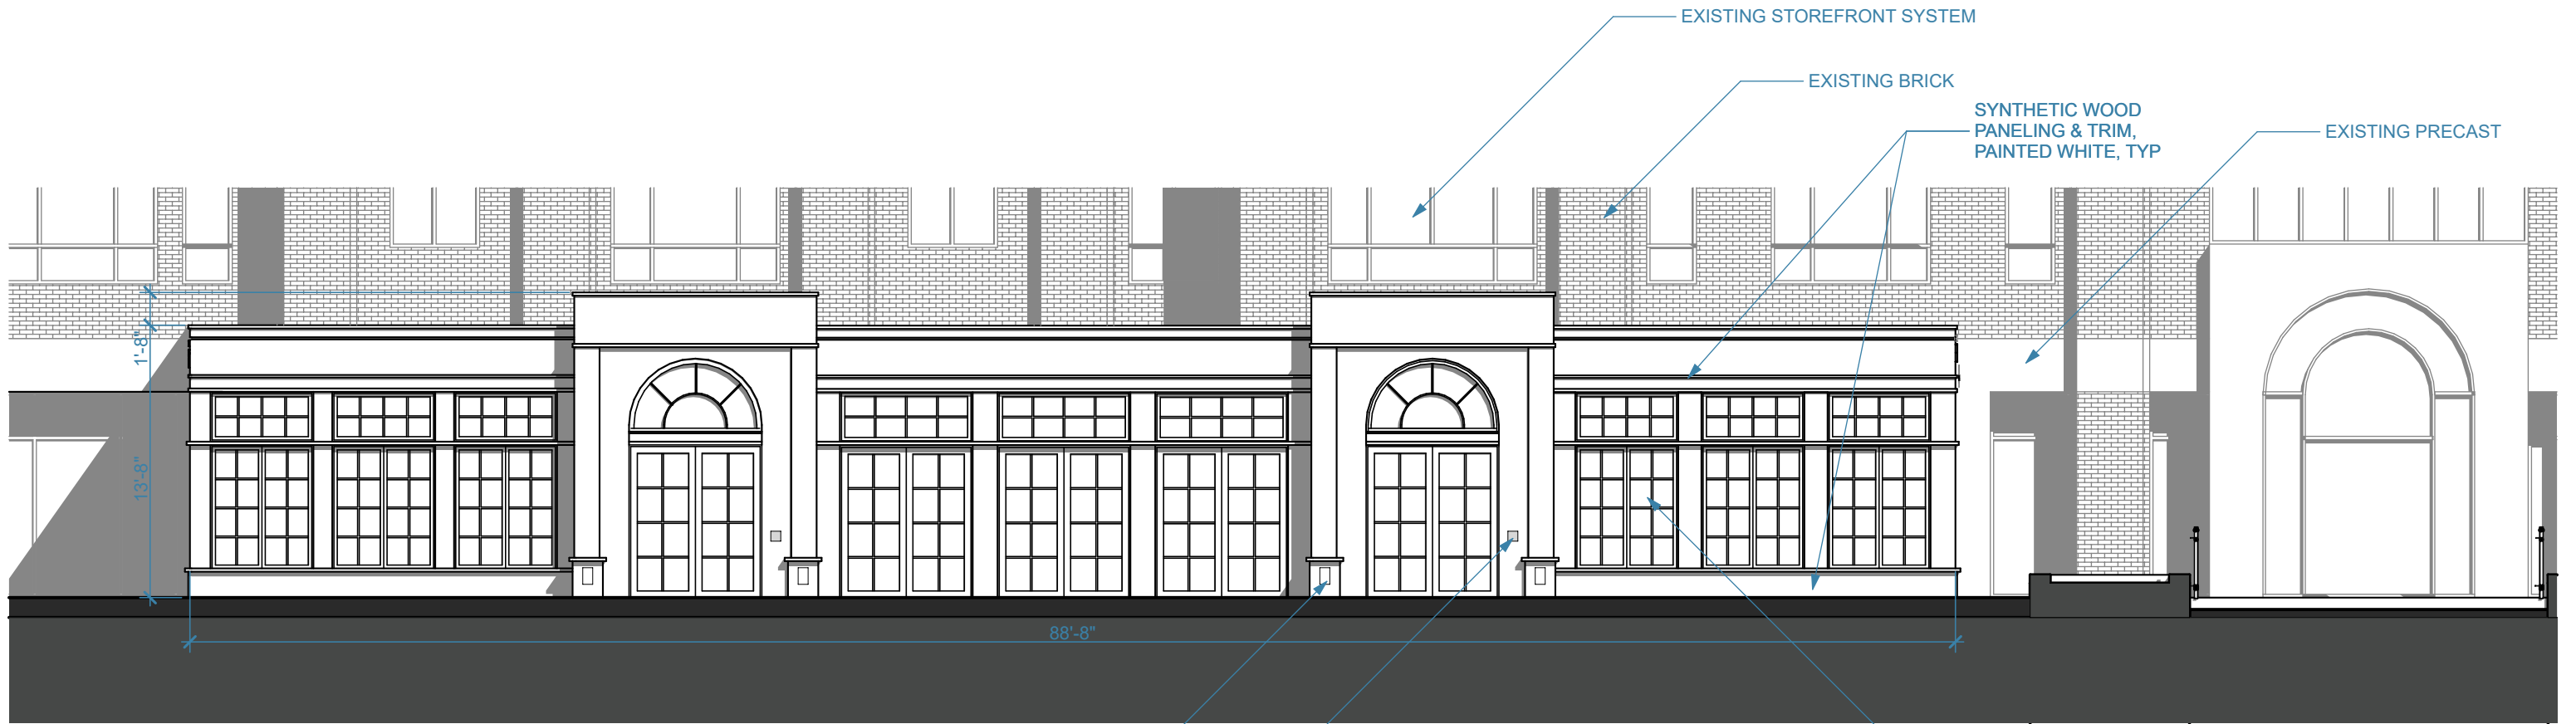 EXISTING STOREFRONT SYSTEM
EXISTING BRICK
SYNTHETIC WOOD
PANELING & TRIM,
PAINTED WHITE, TYP
EXISTING PRECAST
1'-8"
13'-8"
88'-8"